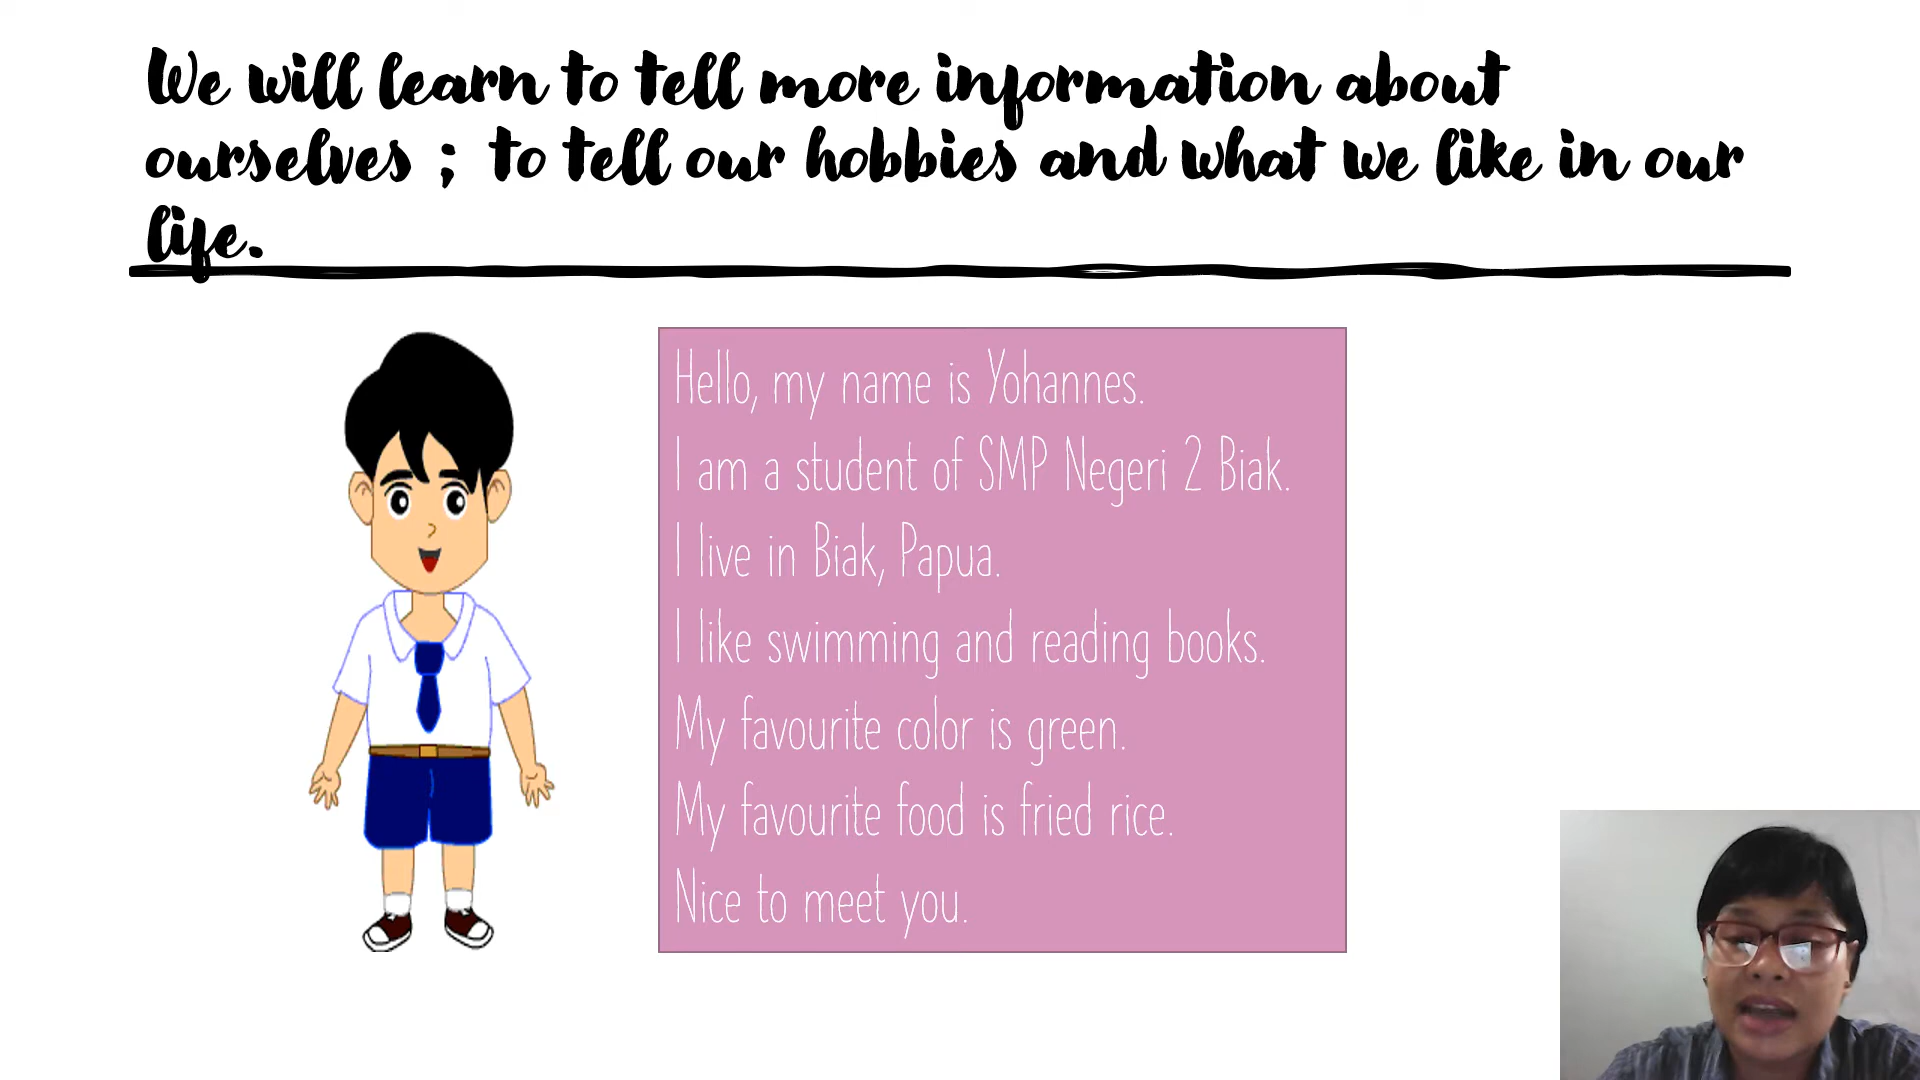 We will learn to tell more information about
ourselves ; to tell our hobbies and what we like in our
life.
Hello, my name is Yohannes.
I am a student of SMP Negeri 2 Biak.
I live in Biak, Papua.
I like swimming and reading books.
My favourite color is green.
My favourite food is fried rice.
Nice to meet you.